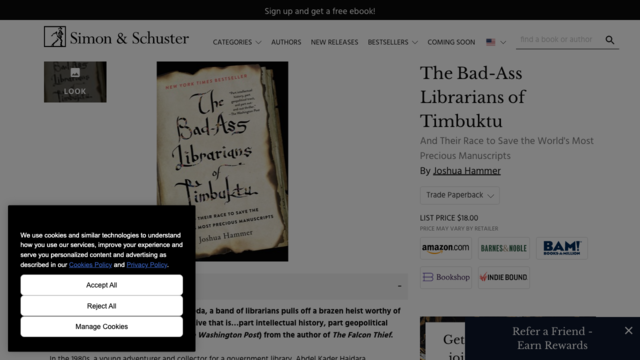 Sign up and get a free ebook!
Simon & Schuster
CATEGORIES
AUTHORS
NEW RELEASES
BESTSELLERS
COMING SOON
find a book or author
LOOK
NEW YORK TIMES BESTSELLER
The
Bad-Ass
Librarians
of
Timbuktu
THEIR RACE TO SAVE THE
WORLD'S MOST PRECIOUS MANUSCRIPTS
Joshua Hammer
The Bad-Ass
Librarians of
Timbuktu
And Their Race to Save the World's Most
Precious Manuscripts
By Joshua Hammer
Trade Paperback
LIST PRICE $18.00
PRICE MAY VARY BY RETAILER
amazon.com
BARNES & NOBLE
BAM!
BOOKS-A-MILLION
Bookshop
INDIE BOUND
We use cookies and similar technologies to understand
how you use our services, improve your experience and
serve you personalized content and advertising as
described in our Cookies Policy and Privacy Policy.
Accept All
Reject All
Manage Cookies
da, a band of librarians pulls off a brazen heist worthy of
ive that is…part intellectual history, part geopolitical
Washington Post) from the author of The Falcon Thief.
In the 1980s, a young adventurer and collector for a government library, Abdel Kader Haidara,
Get
joi
Refer a Friend -
Earn Rewards